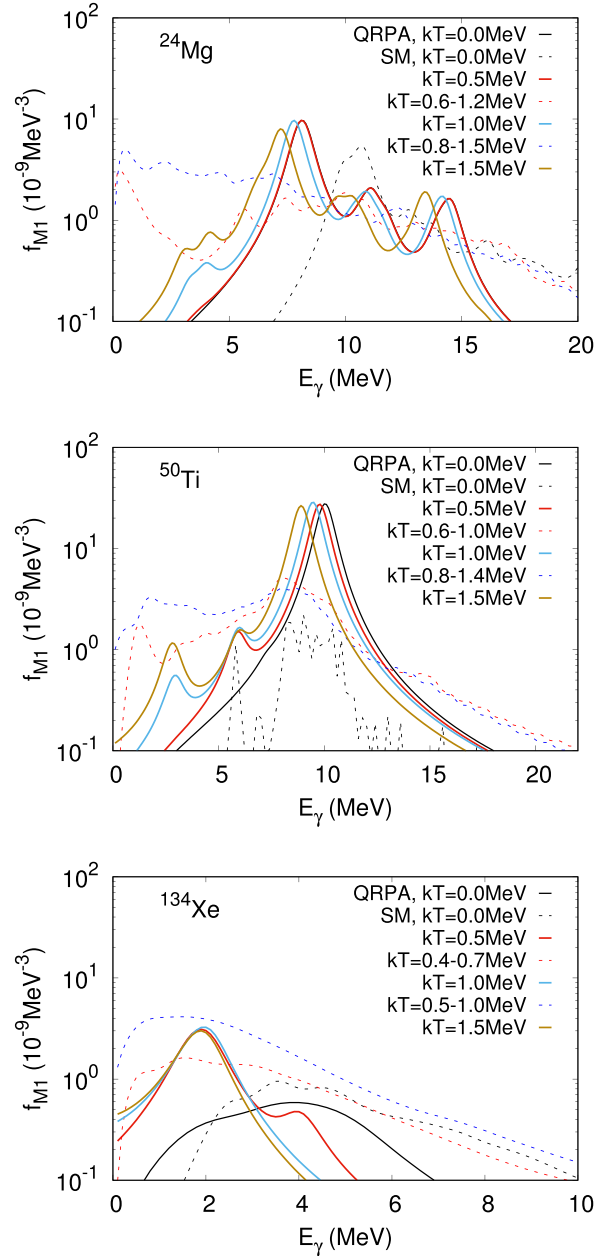 ²⁴Mg
QRPA, kT=0.0MeV
SM, kT=0.0MeV
kT=0.5MeV
kT=0.6-1.2MeV
kT=1.0MeV
kT=0.8-1.5MeV
kT=1.5MeV
f_M1 (10⁻⁹MeV⁻³)
10²
10¹
10⁰
10⁻¹
0 5 10 15 20
E_γ (MeV)
⁵⁰Ti
QRPA, kT=0.0MeV
SM, kT=0.0MeV
kT=0.5MeV
kT=0.6-1.0MeV
kT=1.0MeV
kT=0.8-1.4MeV
kT=1.5MeV
f_M1 (10⁻⁹MeV⁻³)
10²
10¹
10⁰
10⁻¹
0 5 10 15 20
E_γ (MeV)
¹³⁴Xe
QRPA, kT=0.0MeV
SM, kT=0.0MeV
kT=0.5MeV
kT=0.4-0.7MeV
kT=1.0MeV
kT=0.5-1.0MeV
kT=1.5MeV
f_M1 (10⁻⁹MeV⁻³)
10²
10¹
10⁰
10⁻¹
0 2 4 6 8 10
E_γ (MeV)